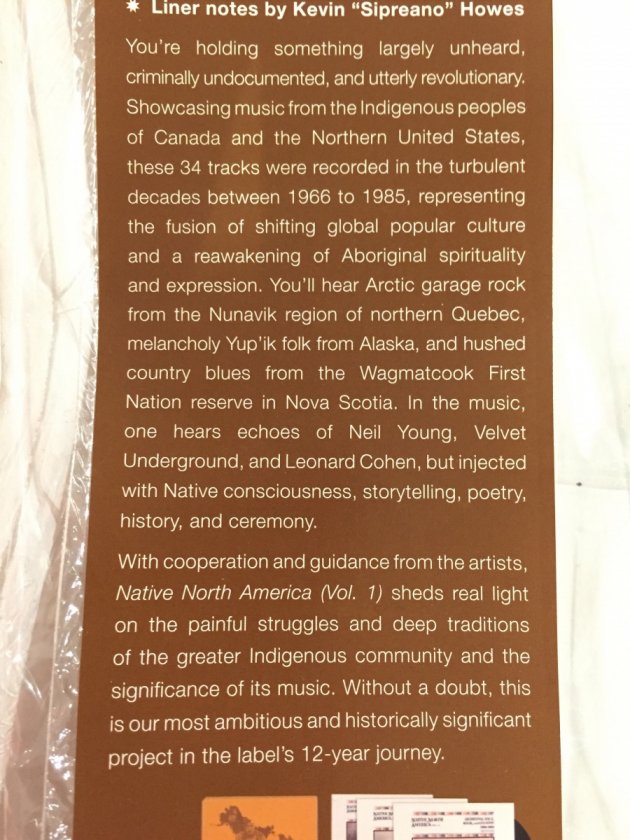 ✷ Liner notes by Kevin “Sipreano” Howes
You’re holding something largely unheard,
criminally undocumented, and utterly revolutionary.
Showcasing music from the Indigenous peoples
of Canada and the Northern United States,
these 34 tracks were recorded in the turbulent
decades between 1966 to 1985, representing
the fusion of shifting global popular culture
and a reawakening of Aboriginal spirituality
and expression. You’ll hear Arctic garage rock
from the Nunavik region of northern Quebec,
melancholy Yup’ik folk from Alaska, and hushed
country blues from the Wagmatcook First
Nation reserve in Nova Scotia. In the music,
one hears echoes of Neil Young, Velvet
Underground, and Leonard Cohen, but injected
with Native consciousness, storytelling, poetry,
history, and ceremony.
With cooperation and guidance from the artists,
Native North America (Vol. 1) sheds real light
on the painful struggles and deep traditions
of the greater Indigenous community and the
significance of its music. Without a doubt, this
is our most ambitious and historically significant
project in the label’s 12-year journey.